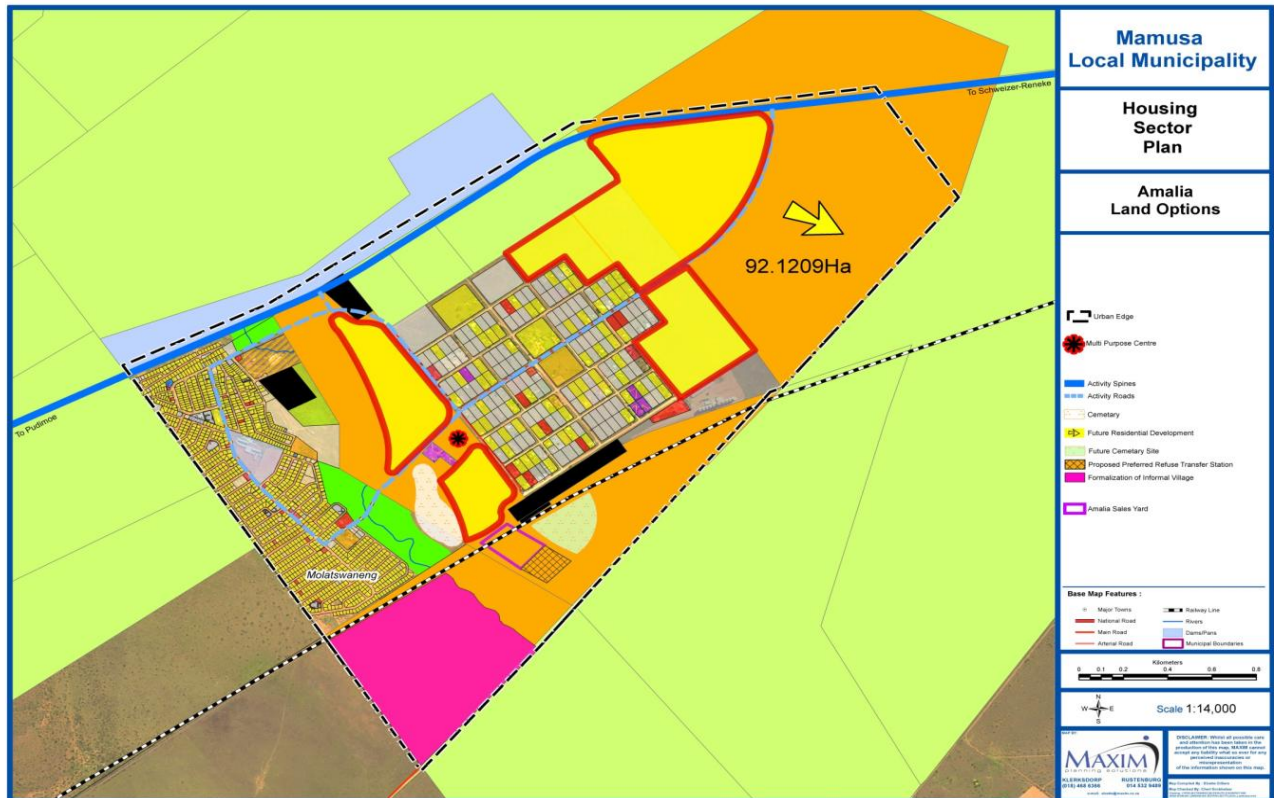 Mamusa
Local Municipality
Housing
Sector
Plan
Amalia
Land Options
To Schweizer-Reneke
92.1209Ha
To Pudimoe
Molatswaneng
Urban Edge
Multi Purpose Centre
Activity Spines
Activity Roads
Cemetary
Future Residential Development
Future Cemetary Site
Proposed Preferred Refuse Transfer Station
Formalization of Informal Village
Amalia Sales Yard
Base Map Features :
Major Towns
National Road
Main Road
Arterial Road
Railway Line
Rivers
Dams/Pans
Municipal Boundaries
Kilometers
0 0.1 0.2 0.4 0.6 0.8
N
W E
S
Scale 1:14,000
MAXIM
planning solutions
KLERKSDORP
(018) 468 6366
RUSTENBURG
014 532 9489
DISCLAIMER: Whilst all possible care
and attention has been taken in the
production of this map, MAXIM cannot
accept any liability what so ever for any
perceived inaccuracies or
misrepresentation
of the information shown on this map.